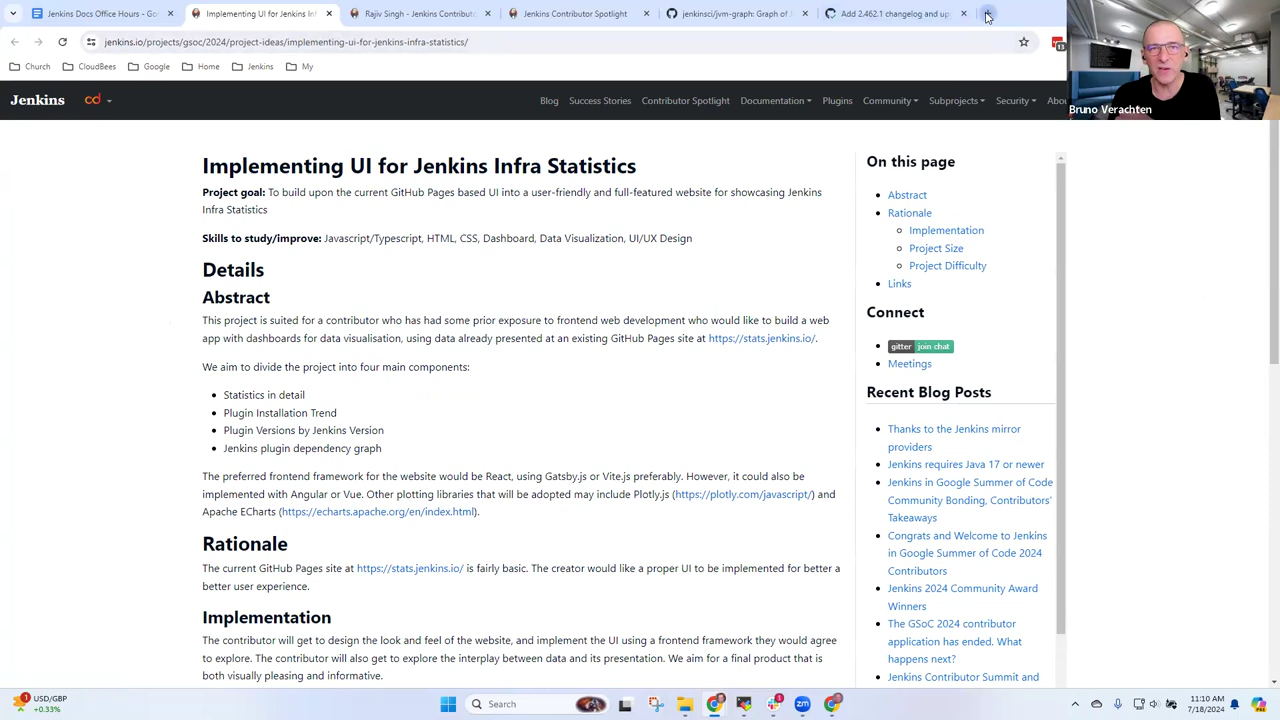 Jenkins Docs Office Hours - Go
Implementing UI for Jenkins Inf
Rajiv Singh - Jenkins Contributo
Jenkins Contributor Spotlight
jenkinsci/jvm-graph: Graph of J
Add 2.462.1 changelog and up
jenkins.io/projects/gsoc/2024/project-ideas/implementing-ui-for-jenkins-infra-statistics/
13
Church
CloudBees
Google
Home
Jenkins
My
Bruno Verachten
Jenkins
cd
Blog
Success Stories
Contributor Spotlight
Documentation
Plugins
Community
Subprojects
Security
Abou
Implementing UI for Jenkins Infra Statistics
Project goal: To build upon the current GitHub Pages based UI into a user-friendly and full-featured website for showcasing Jenkins
Infra Statistics
Skills to study/improve: Javascript/Typescript, HTML, CSS, Dashboard, Data Visualization, UI/UX Design
Details
Abstract
This project is suited for a contributor who has had some prior exposure to frontend web development who would like to build a web
app with dashboards for data visualisation, using data already presented at an existing GitHub Pages site at https://stats.jenkins.io/.
We aim to divide the project into four main components:
Statistics in detail
Plugin Installation Trend
Plugin Versions by Jenkins Version
Jenkins plugin dependency graph
The preferred frontend framework for the website would be React, using Gatsby.js or Vite.js preferably. However, it could also be
implemented with Angular or Vue. Other plotting libraries that will be adopted may include Plotly.js (https://plotly.com/javascript/) and
Apache ECharts (https://echarts.apache.org/en/index.html).
Rationale
The current GitHub Pages site at https://stats.jenkins.io/ is fairly basic. The creator would like a proper UI to be implemented for better a
better user experience.
Implementation
The contributor will get to design the look and feel of the website, and implement the UI using a frontend framework they would agree
to explore. The contributor will also get to explore the interplay between data and its presentation. We aim for a final product that is
both visually pleasing and informative.
On this page
Abstract
Rationale
Implementation
Project Size
Project Difficulty
Links
Connect
gitter join chat
Meetings
Recent Blog Posts
Thanks to the Jenkins mirror
providers
Jenkins requires Java 17 or newer
Jenkins in Google Summer of Code
Community Bonding, Contributors'
Takeaways
Congrats and Welcome to Jenkins
in Google Summer of Code 2024
Contributors
Jenkins 2024 Community Award
Winners
The GSoC 2024 contributor
application has ended. What
happens next?
Jenkins Contributor Summit and
1
USD/GBP
+0.33%
Search
1
zm
11:10 AM
7/18/2024